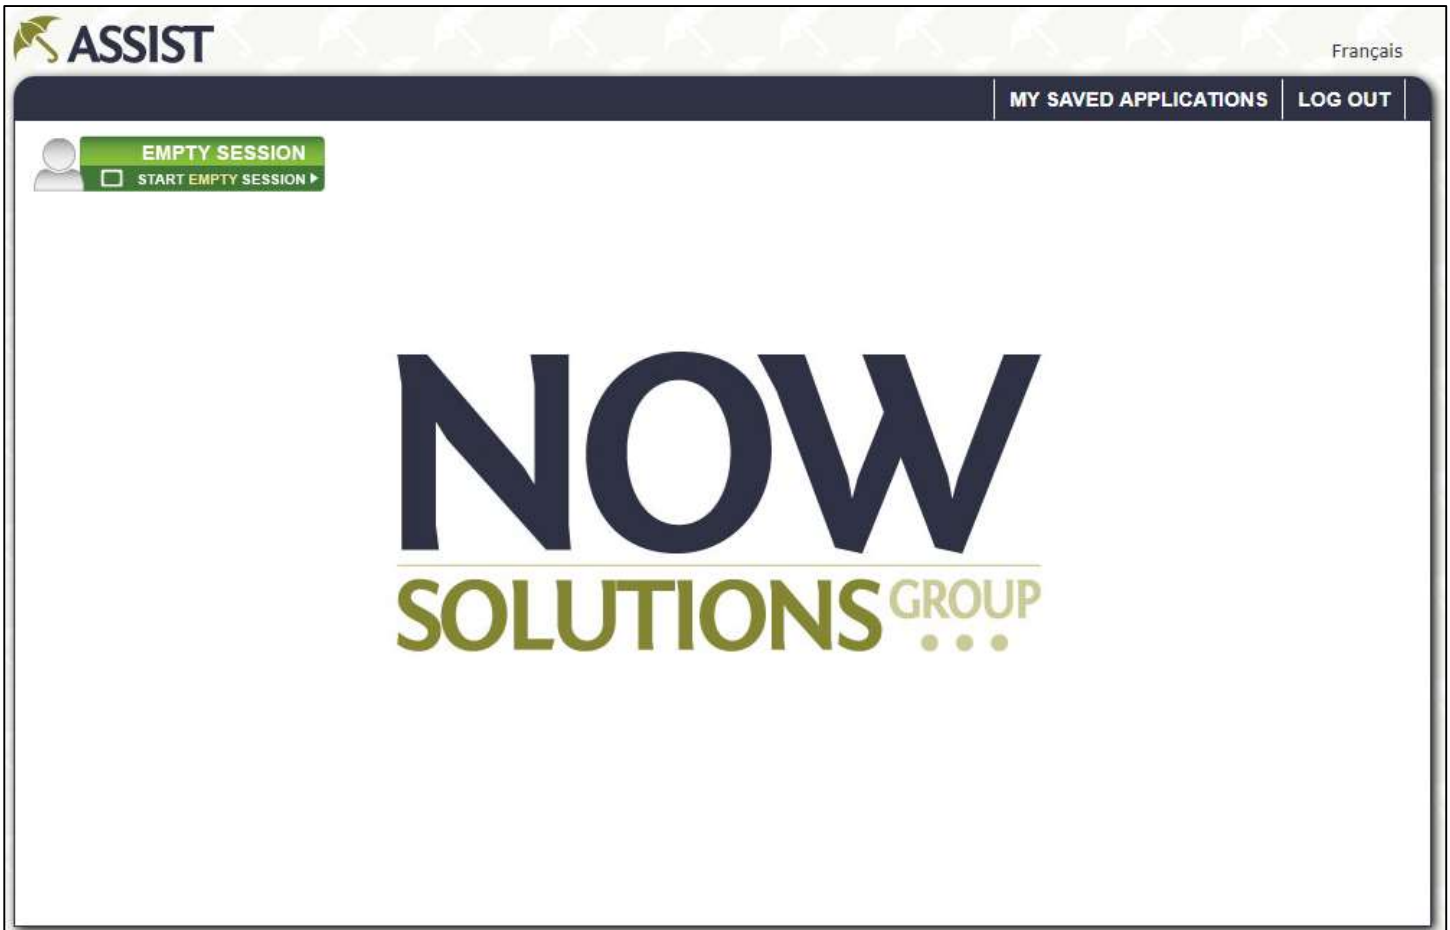 ASSIST
Français
MY SAVED APPLICATIONS LOG OUT
EMPTY SESSION
START EMPTY SESSION
NOW
SOLUTIONS GROUP